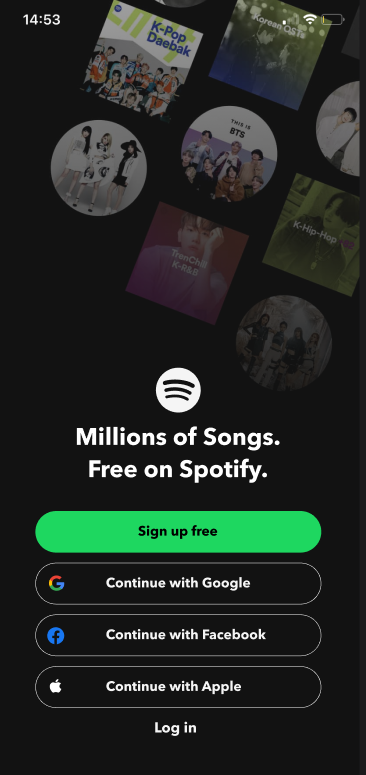 14:53
K-Pop
Daebak
Korean OSTs
THIS IS
BTS
TrenChill
K-R&B
K-Hip-Hop
Millions of Songs.
Free on Spotify.
Sign up free
Continue with Google
Continue with Facebook
Continue with Apple
Log in